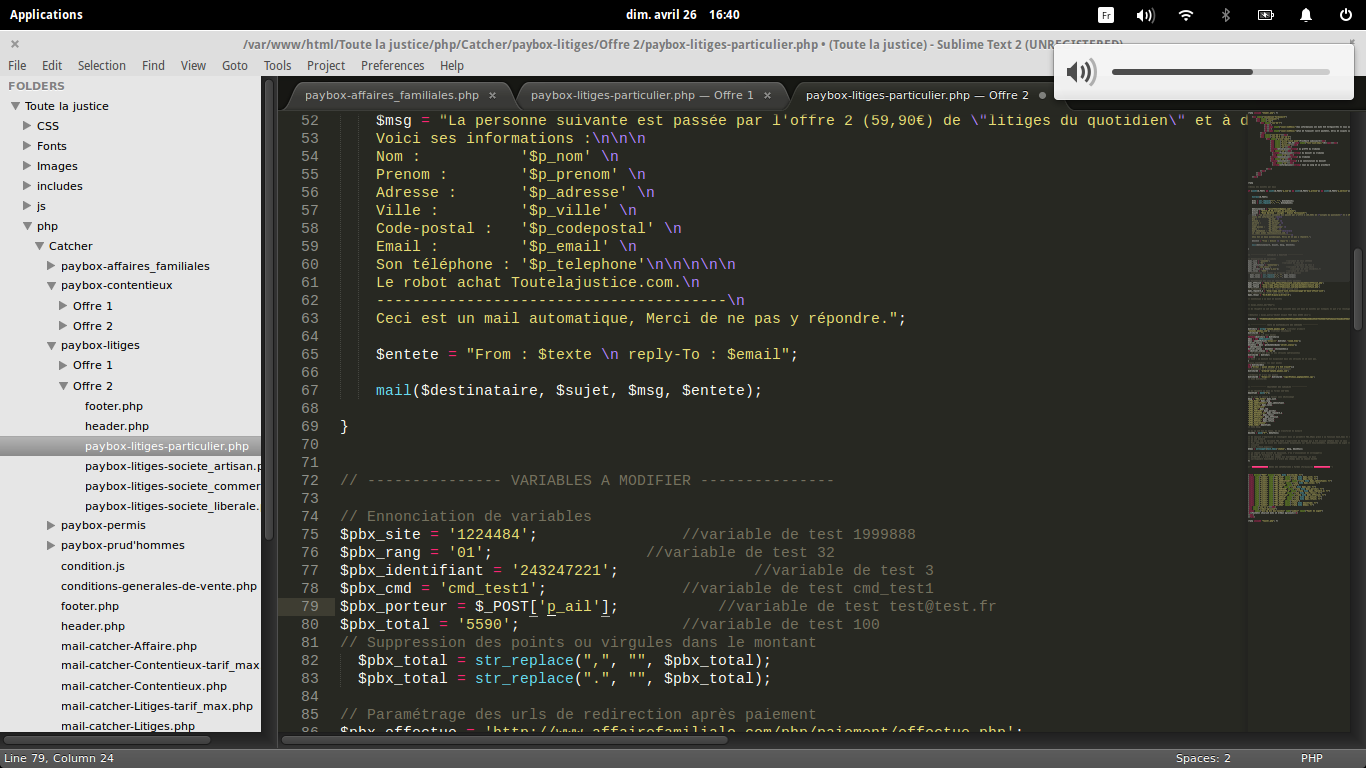 Applications
dim. avril 26 16:40
Fr
/var/www/html/Toute la justice/php/Catcher/paybox-litiges/Offre 2/paybox-litiges-particulier.php • (Toute la justice) - Sublime Text 2 (UNREGISTERED)
File Edit Selection Find View Goto Tools Project Preferences Help
FOLDERS
Toute la justice
CSS
Fonts
Images
includes
js
php
Catcher
paybox-affaires_familiales
paybox-contentieux
Offre 1
Offre 2
paybox-litiges
Offre 1
Offre 2
footer.php
header.php
paybox-litiges-particulier.php
paybox-litiges-societe_artisan.p
paybox-litiges-societe_commer
paybox-litiges-societe_liberale.
paybox-permis
paybox-prud'hommes
condition.js
conditions-generales-de-vente.php
footer.php
header.php
mail-catcher-Affaire.php
mail-catcher-Contentieux-tarif_max
mail-catcher-Contentieux.php
mail-catcher-Litiges-tarif_max.php
mail-catcher-Litiges.php
paybox-affaires_familiales.php × paybox-litiges-particulier.php — Offre 1 × paybox-litiges-particulier.php — Offre 2
52 $msg = "La personne suivante est passée par l'offre 2 (59,90€) de \"litiges du quotidien\" et à d
53 Voici ses informations :\n\n\n
54 Nom : '$p_nom' \n
55 Prenom : '$p_prenom' \n
56 Adresse : '$p_adresse' \n
57 Ville : '$p_ville' \n
58 Code-postal : '$p_codepostal' \n
59 Email : '$p_email' \n
60 Son téléphone : '$p_telephone'\n\n\n\n\n
61 Le robot achat Toutelajustice.com.\n
62 ---------------------------------------\n
63 Ceci est un mail automatique, Merci de ne pas y répondre.";
64
65 $entete = "From : $texte \n reply-To : $email";
66
67 mail($destinataire, $sujet, $msg, $entete);
68
69 }
70
71
72 // --------------- VARIABLES A MODIFIER ---------------
73
74 // Ennonciation de variables
75 $pbx_site = '1224484'; //variable de test 1999888
76 $pbx_rang = '01'; //variable de test 32
77 $pbx_identifiant = '243247221'; //variable de test 3
78 $pbx_cmd = 'cmd_test1'; //variable de test cmd_test1
79 $pbx_porteur = $_POST['p_ail']; //variable de test test@test.fr
80 $pbx_total = '5590'; //variable de test 100
81 // Suppression des points ou virgules dans le montant
82 $pbx_total = str_replace(",", "", $pbx_total);
83 $pbx_total = str_replace(".", "", $pbx_total);
84
85 // Paramétrage des urls de redirection après paiement
86 $pbx_effectue = 'http://www.affairefamiliale.com/php/paiement/effectue.php';
Line 79, Column 24
Spaces: 2 PHP